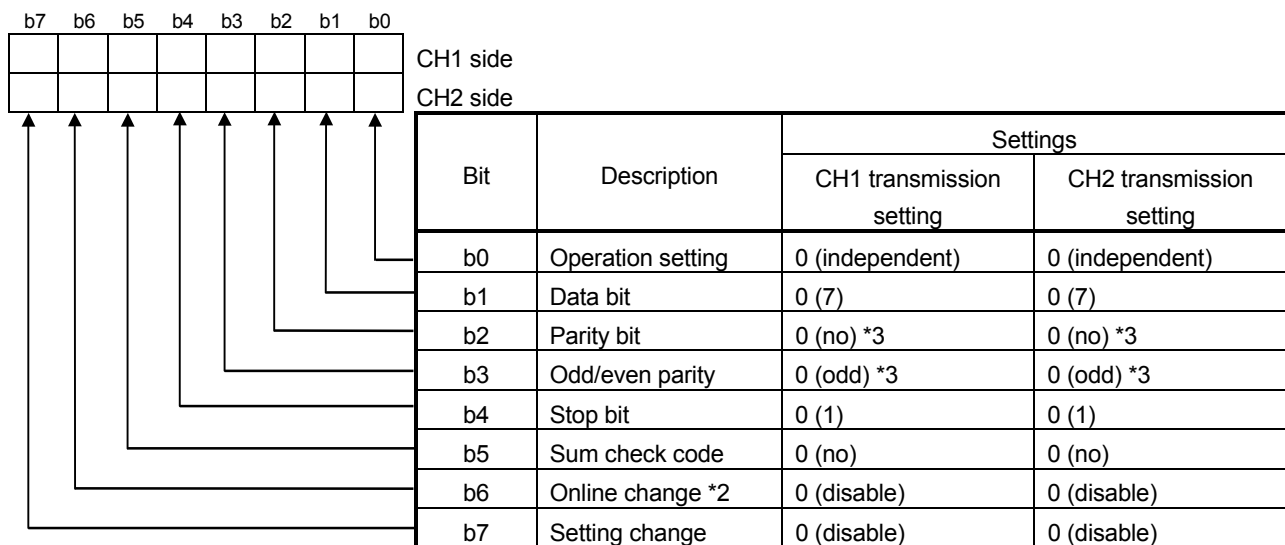 b7 b6 b5 b4 b3 b2 b1 b0
CH1 side
CH2 side
Settings
Bit Description CH1 transmission setting CH2 transmission setting
b0 Operation setting 0 (independent) 0 (independent)
b1 Data bit 0 (7) 0 (7)
b2 Parity bit 0 (no) *3 0 (no) *3
b3 Odd/even parity 0 (odd) *3 0 (odd) *3
b4 Stop bit 0 (1) 0 (1)
b5 Sum check code 0 (no) 0 (no)
b6 Online change *2 0 (disable) 0 (disable)
b7 Setting change 0 (disable) 0 (disable)